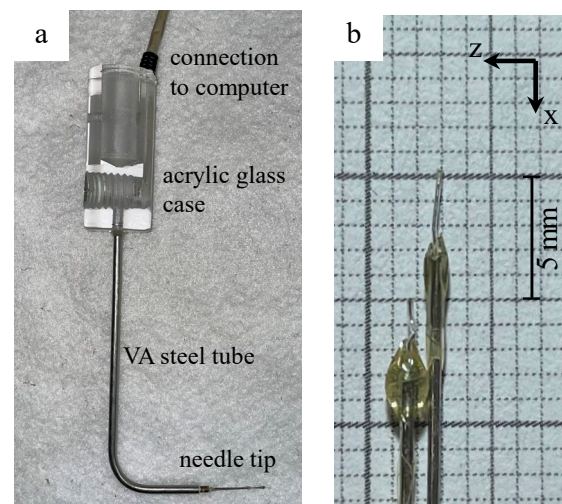 a
connection
to computer
acrylic glass
case
VA steel tube
needle tip
b
z
x
5 mm